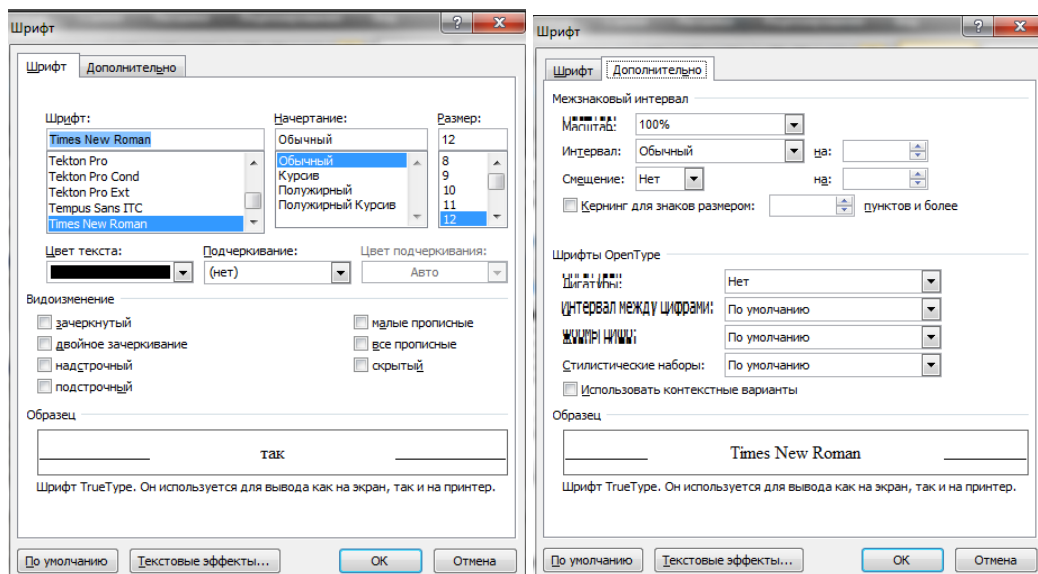 Шрифт
Шрифт Дополнительно
Шрифт: Начертание: Размер:
Times New Roman Обычный 12
Tekton Pro Обычный 8
Tekton Pro Cond Курсив 9
Tekton Pro Ext Полужирный 10
Tempus Sans ITC Полужирный Курсив 11
Times New Roman 12
Цвет текста: Подчеркивание: Цвет подчеркивания:
(нет) Авто
Видоизменение
зачеркнутый малые прописные
двойное зачеркивание все прописные
надстрочный скрытый
подстрочный
Образец
так
Шрифт TrueType. Он используется для вывода как на экран, так и на принтер.
По умолчанию Текстовые эффекты... ОК Отмена
Шрифт
Шрифт Дополнительно
Межзнаковый интервал
Масштаб: 100%
Интервал: Обычный на:
Смещение: Нет на:
Кернинг для знаков размером: пунктов и более
Шрифты OpenType
Нет
Интервал между цифрами: По умолчанию
По умолчанию
Стилистические наборы: По умолчанию
Использовать контекстные варианты
Образец
Times New Roman
Шрифт TrueType. Он используется для вывода как на экран, так и на принтер.
По умолчанию Текстовые эффекты... ОК Отмена